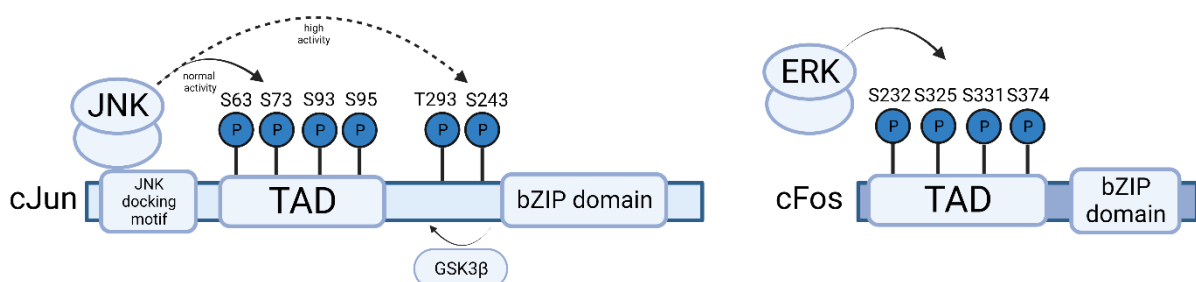 high
activity
normal
activity
JNK
S63 S73 S93 S95
T293 S243
P P P P P P
cJun
JNK
docking
motif
TAD
bZIP domain
GSK3β
ERK
S232 S325 S331 S374
P P P P
cFos
TAD
bZIP
domain